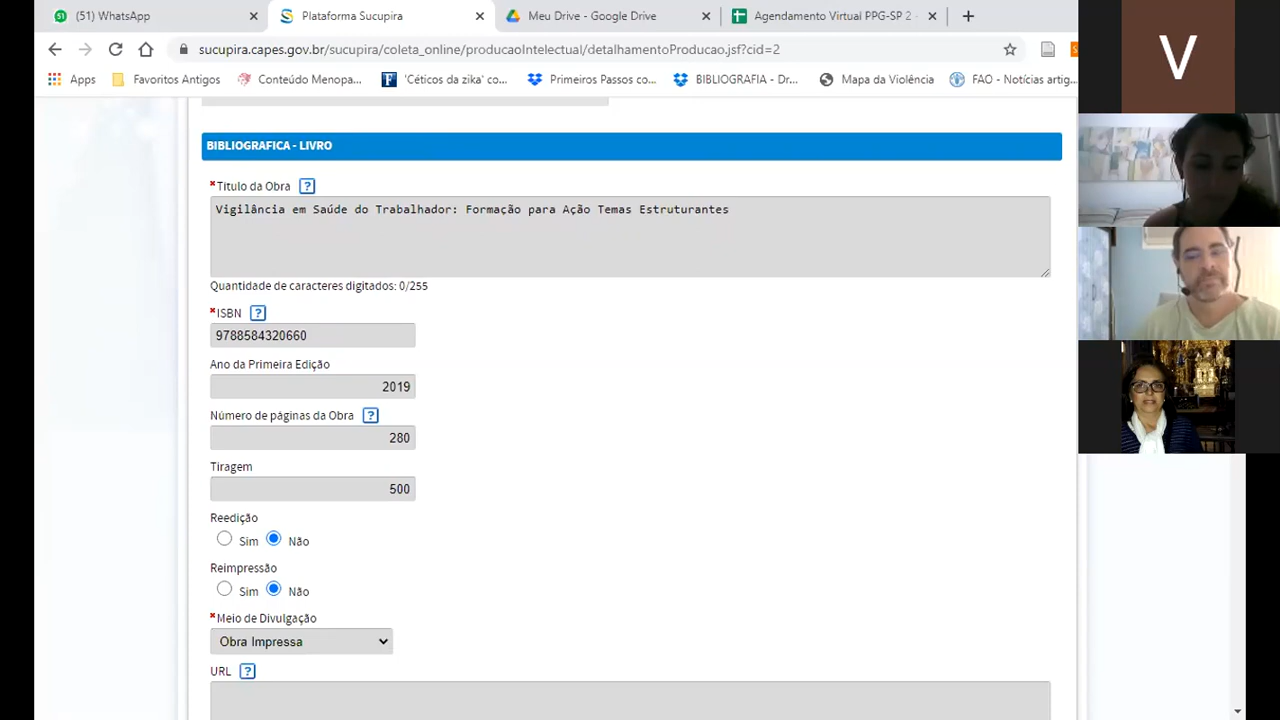 (51) WhatsApp
Plataforma Sucupira
Meu Drive - Google Drive
Agendamento Virtual PPG-SP 2 -
sucupira.capes.gov.br/sucupira/coleta_online/producaoIntelectual/detalhamentoProducao.jsf?cid=2
Apps
Favoritos Antigos
Conteúdo Menopa...
'Céticos da zika' co...
Primeiros Passos co...
BIBLIOGRAFIA - Dr...
Mapa da Violência
FAO - Notícias artig...
V
BIBLIOGRAFICA - LIVRO
*Título da Obra ?
Vigilância em Saúde do Trabalhador: Formação para Ação Temas Estruturantes
Quantidade de caracteres digitados: 0/255
*ISBN ?
9788584320660
Ano da Primeira Edição
2019
Número de páginas da Obra ?
280
Tiragem
500
Reedição
Sim Não
Reimpressão
Sim Não
*Meio de Divulgação
Obra Impressa
URL ?